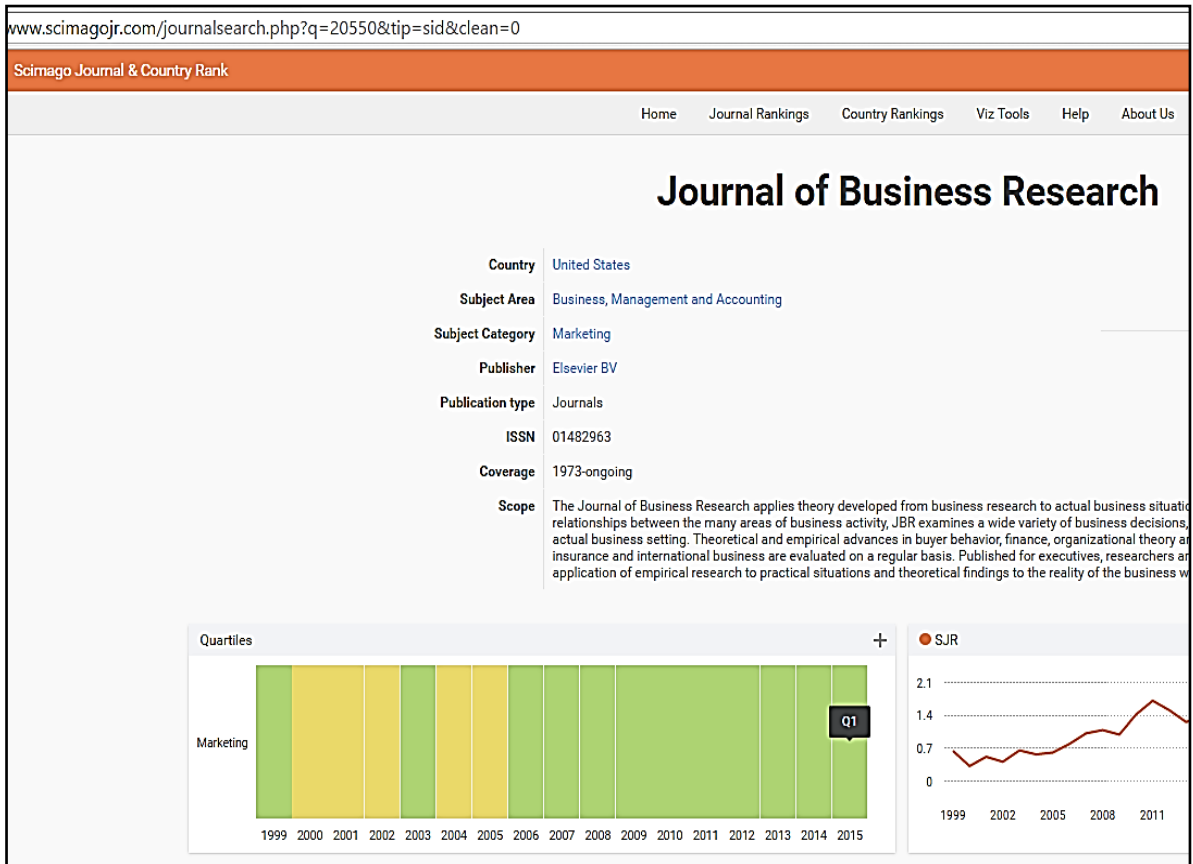 www.scimagojr.com/journalsearch.php?q=20550&tip=sid&clean=0
Scimago Journal & Country Rank
Home Journal Rankings Country Rankings Viz Tools Help About Us
Journal of Business Research
Country United States
Subject Area Business, Management and Accounting
Subject Category Marketing
Publisher Elsevier BV
Publication type Journals
ISSN 01482963
Coverage 1973-ongoing
Scope The Journal of Business Research applies theory developed from business research to actual business
relationships between the many areas of business activity, JBR examines a wide variety of business decisions,
actual business setting. Theoretical and empirical advances in buyer behavior, finance, organizational theory
insurance and international business are evaluated on a regular basis. Published for executives, researchers
application of empirical research to practical situations and theoretical findings to the reality of the business
Quartiles +
SJR
Marketing
Q1
1999 2000 2001 2002 2003 2004 2005 2006 2007 2008 2009 2010 2011 2012 2013 2014 2015
2.1
1.4
0.7
0
1999 2002 2005 2008 2011